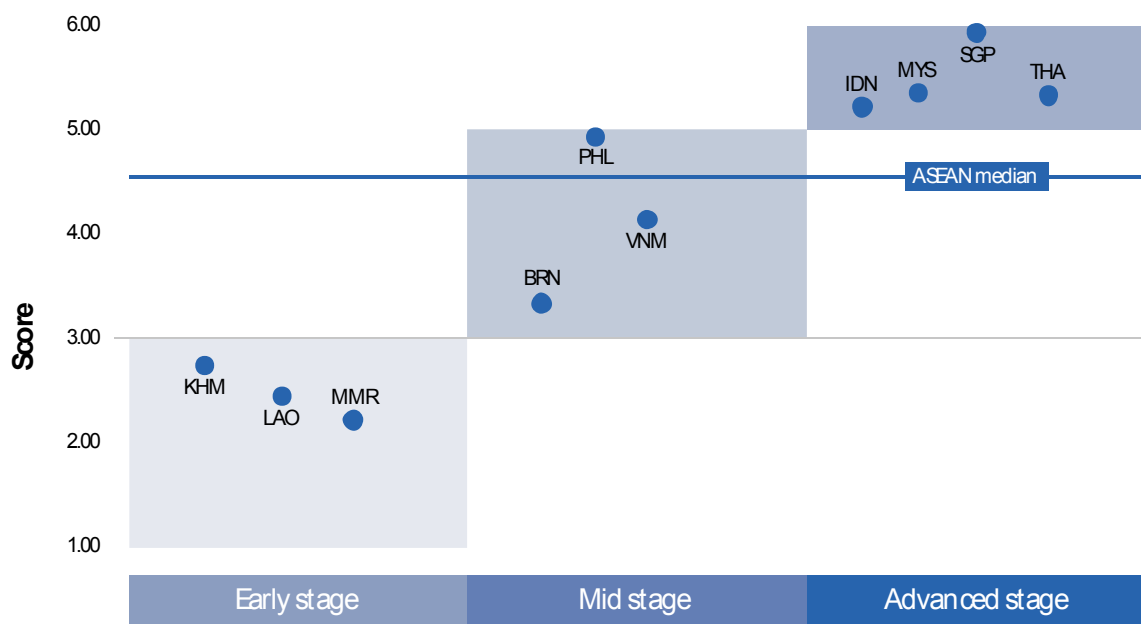 6.00
SGP
MYS
THA
IDN
5.00
PHL
ASEAN median
4.00
VNM
BRN
Score
3.00
KHM
MMR
LAO
2.00
1.00
Early stage
Mid stage
Advanced stage